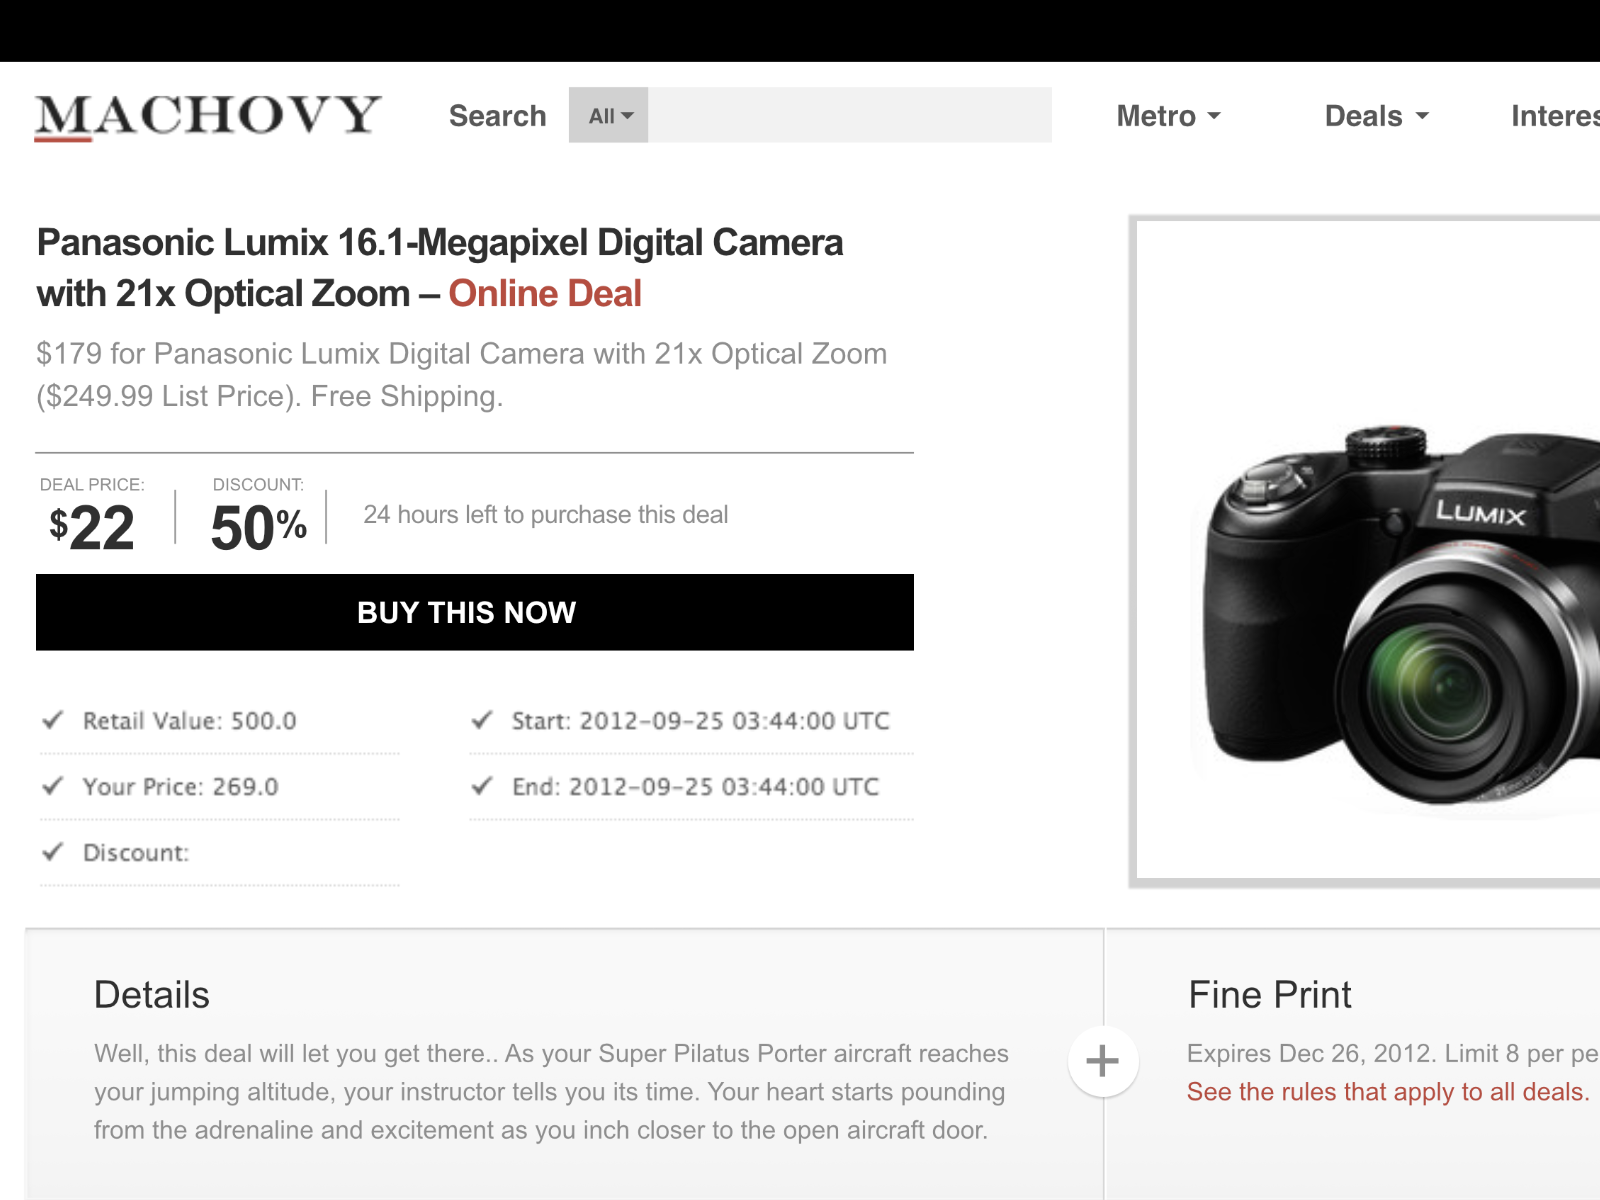 MACHOVY
Search
All
Metro
Deals
Panasonic Lumix 16.1-Megapixel Digital Camera
with 21x Optical Zoom – Online Deal
$179 for Panasonic Lumix Digital Camera with 21x Optical Zoom
($249.99 List Price). Free Shipping.
DEAL PRICE:
$22
DISCOUNT:
50%
24 hours left to purchase this deal
BUY THIS NOW
Retail Value: 500.0
Your Price: 269.0
Discount:
Start: 2012-09-25 03:44:00 UTC
End: 2012-09-25 03:44:00 UTC
LUMIX
Details
Well, this deal will let you get there.. As your Super Pilatus Porter aircraft reaches
your jumping altitude, your instructor tells you its time. Your heart starts pounding
from the adrenaline and excitement as you inch closer to the open aircraft door.
Fine Print
Expires Dec 26, 2012. Limit 8 per
See the rules that apply to all deals.